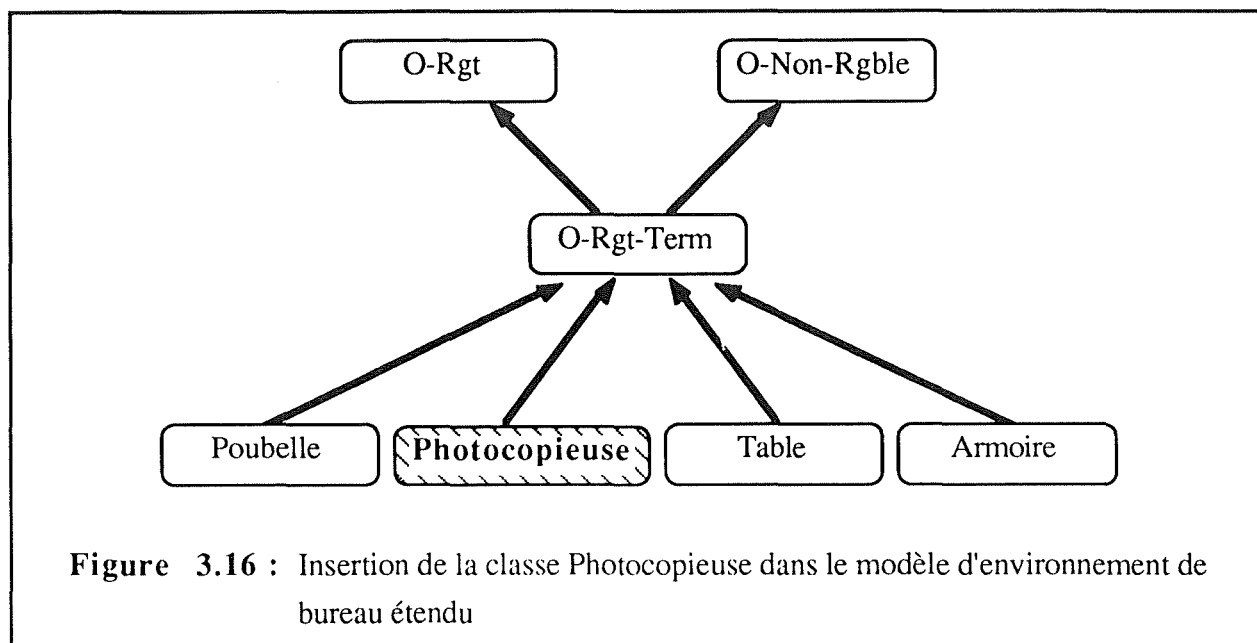 O-Rgt
O-Non-Rgble
O-Rgt-Term
Poubelle
Photocopieuse
Table
Armoire
Figure 3.16 : Insertion de la classe Photocopieuse dans le modèle d'environnement de
bureau étendu